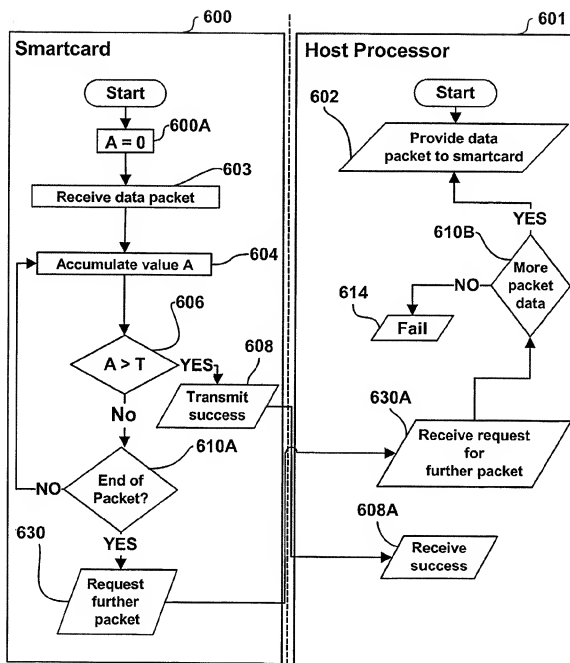 600
Smartcard
Start
600A
A = 0
603
Receive data packet
Accumulate value A
604
606
A > T
YES
608
Transmit
success
No
610A
End of
Packet?
NO
YES
630
Request
further
packet
601
Host Processor
Start
602
Provide data
packet to smartcard
YES
610B
More
packet
data
NO
614
Fail
630A
Receive request
for
further packet
608A
Receive
success